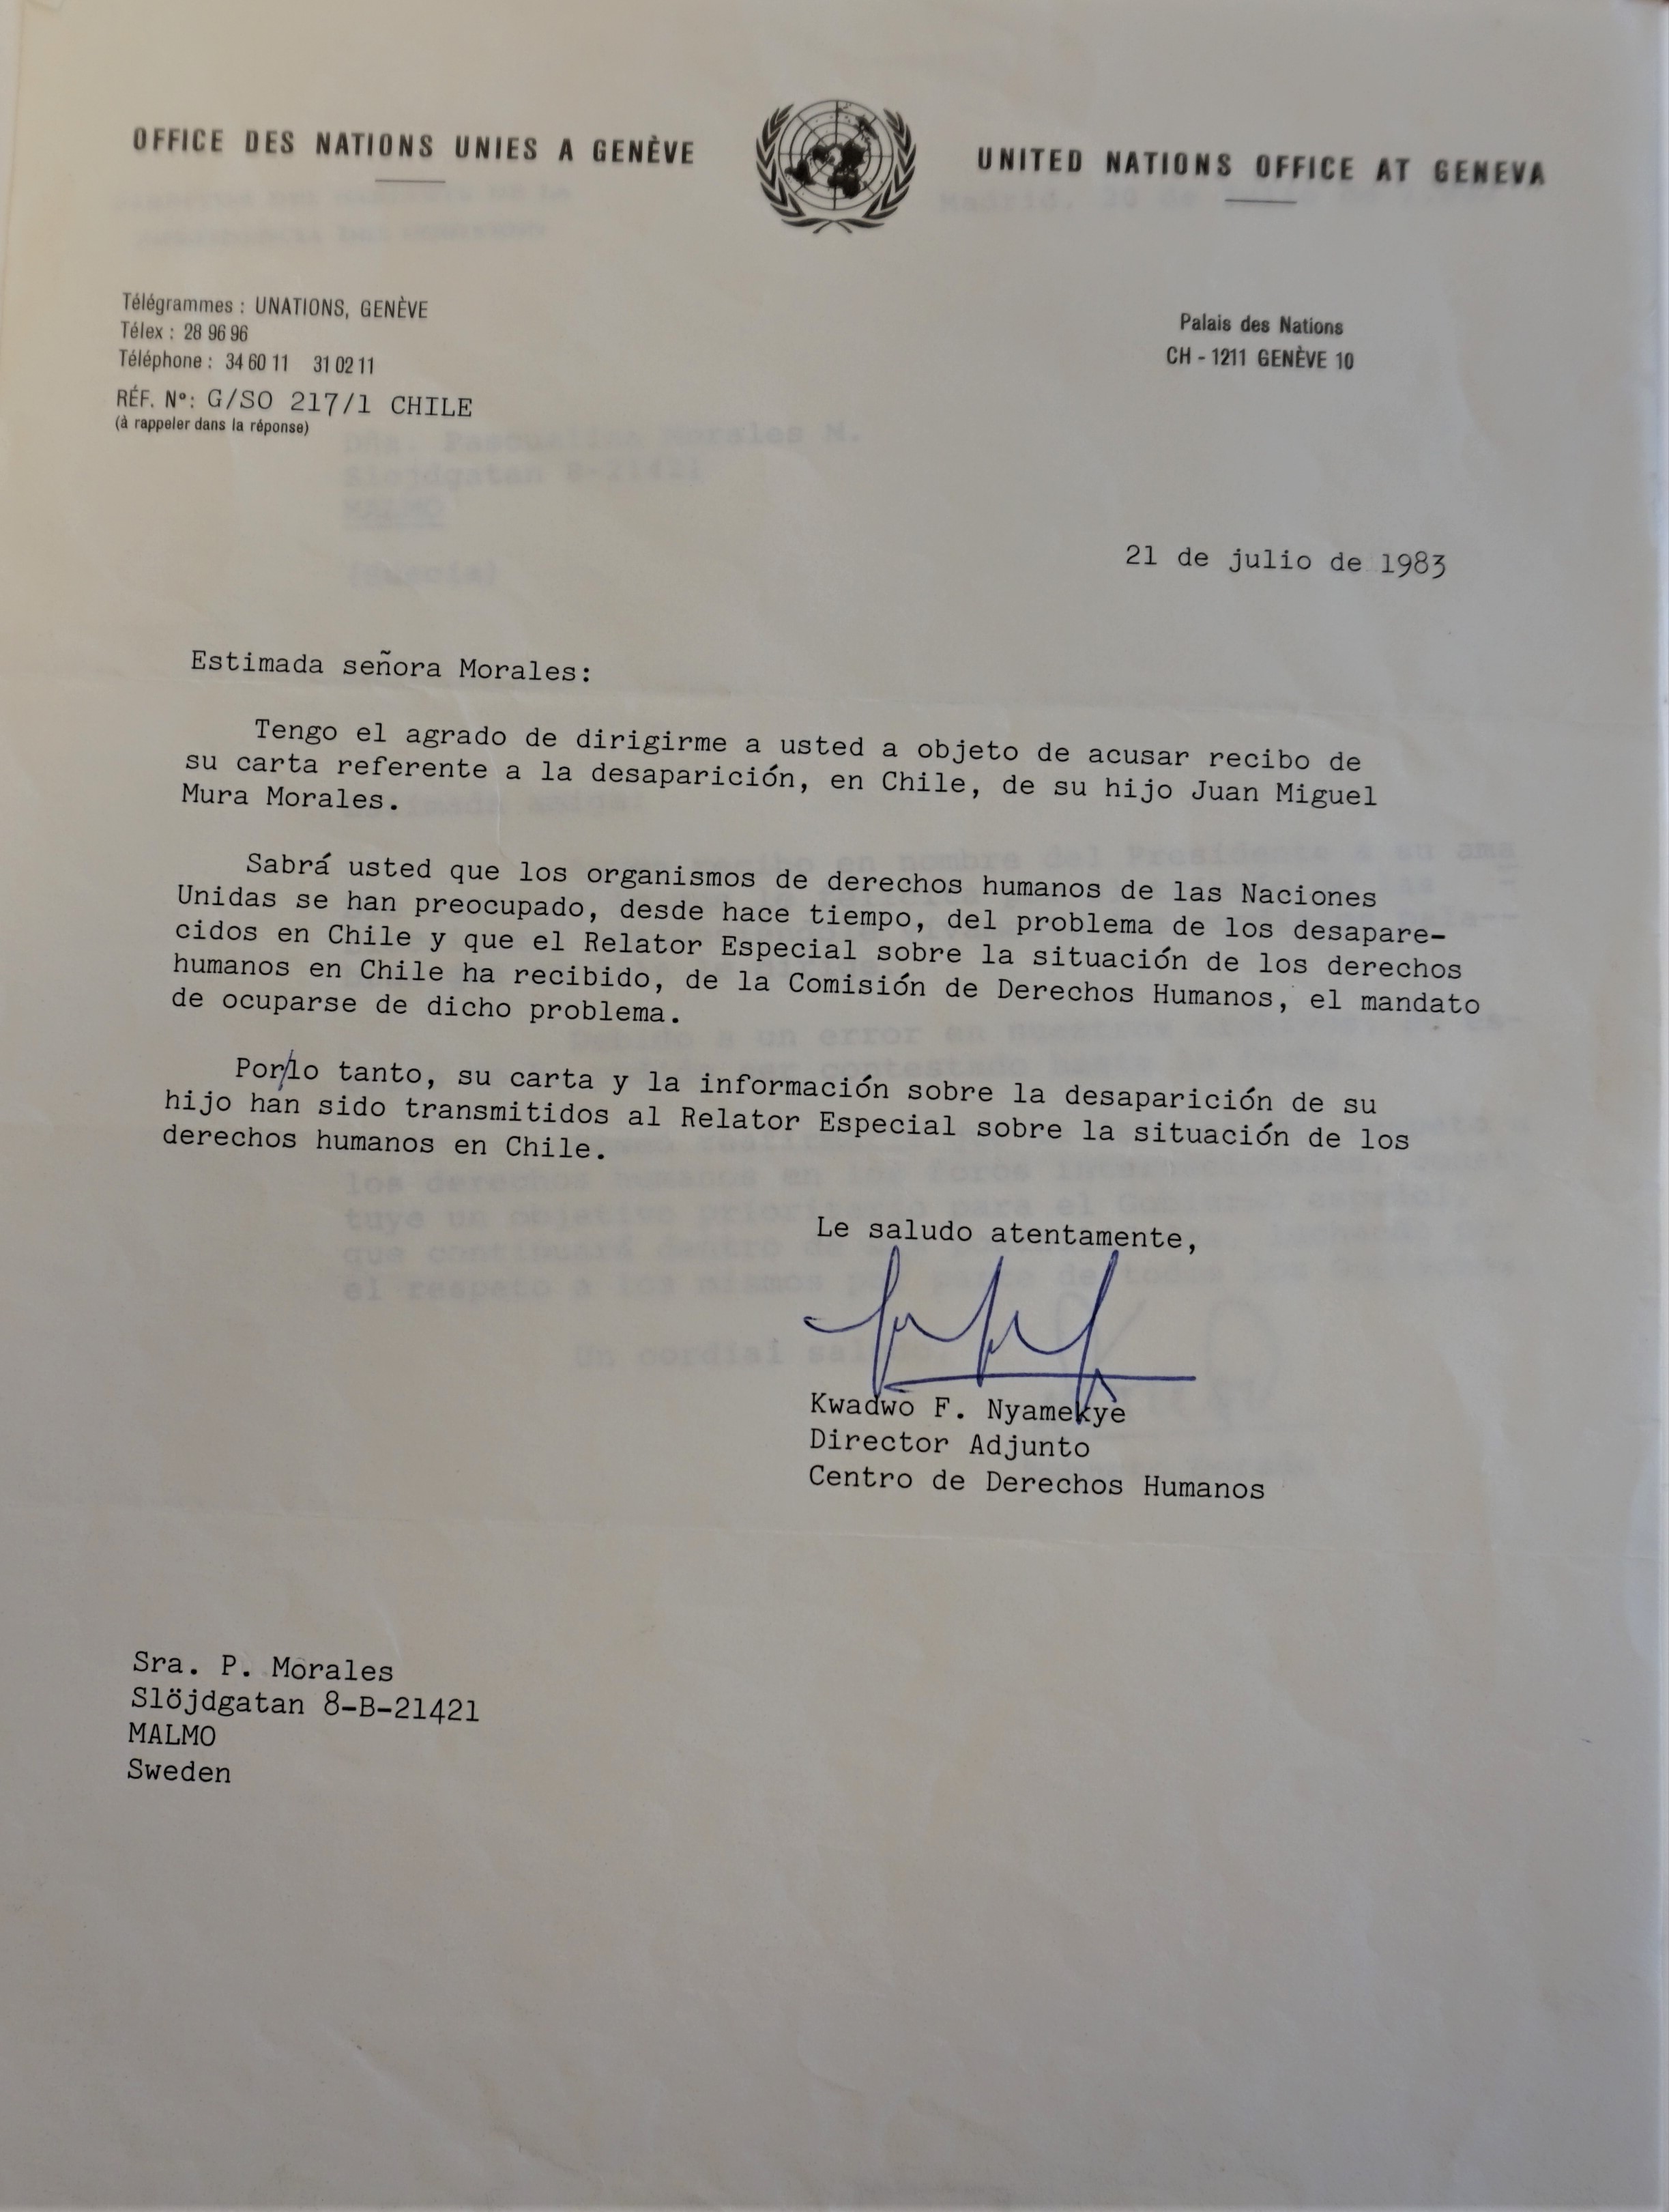 OFFICE DES NATIONS UNIES A GENÈVE
UNITED NATIONS OFFICE AT GENEVA
Télégrammes : UNATIONS, GENÈVE
Télex : 28 96 96
Téléphone : 34 60 11 31 02 11
RÉF. N°: G/SO 217/1 CHILE
(à rappeler dans la réponse)
Palais des Nations
CH - 1211 GENÈVE 10
21 de julio de 1983
Estimada señora Morales:
Tengo el agrado de dirigirme a usted a objeto de acusar recibo de
su carta referente a la desaparición, en Chile, de su hijo Juan Miguel
Mura Morales.
Sabrá usted que los organismos de derechos humanos de las Naciones
Unidas se han preocupado, desde hace tiempo, del problema de los desapare-
cidos en Chile y que el Relator Especial sobre la situación de los derechos
humanos en Chile ha recibido, de la Comisión de Derechos Humanos, el mandato
de ocuparse de dicho problema.
Por/lo tanto, su carta y la información sobre la desaparición de su
hijo han sido transmitidos al Relator Especial sobre la situación de los
derechos humanos en Chile.
Le saludo atentamente,
Kwadwo F. Nyamekye
Director Adjunto
Centro de Derechos Humanos
Sra. P. Morales
Slöjdgatan 8-B-21421
MALMO
Sweden